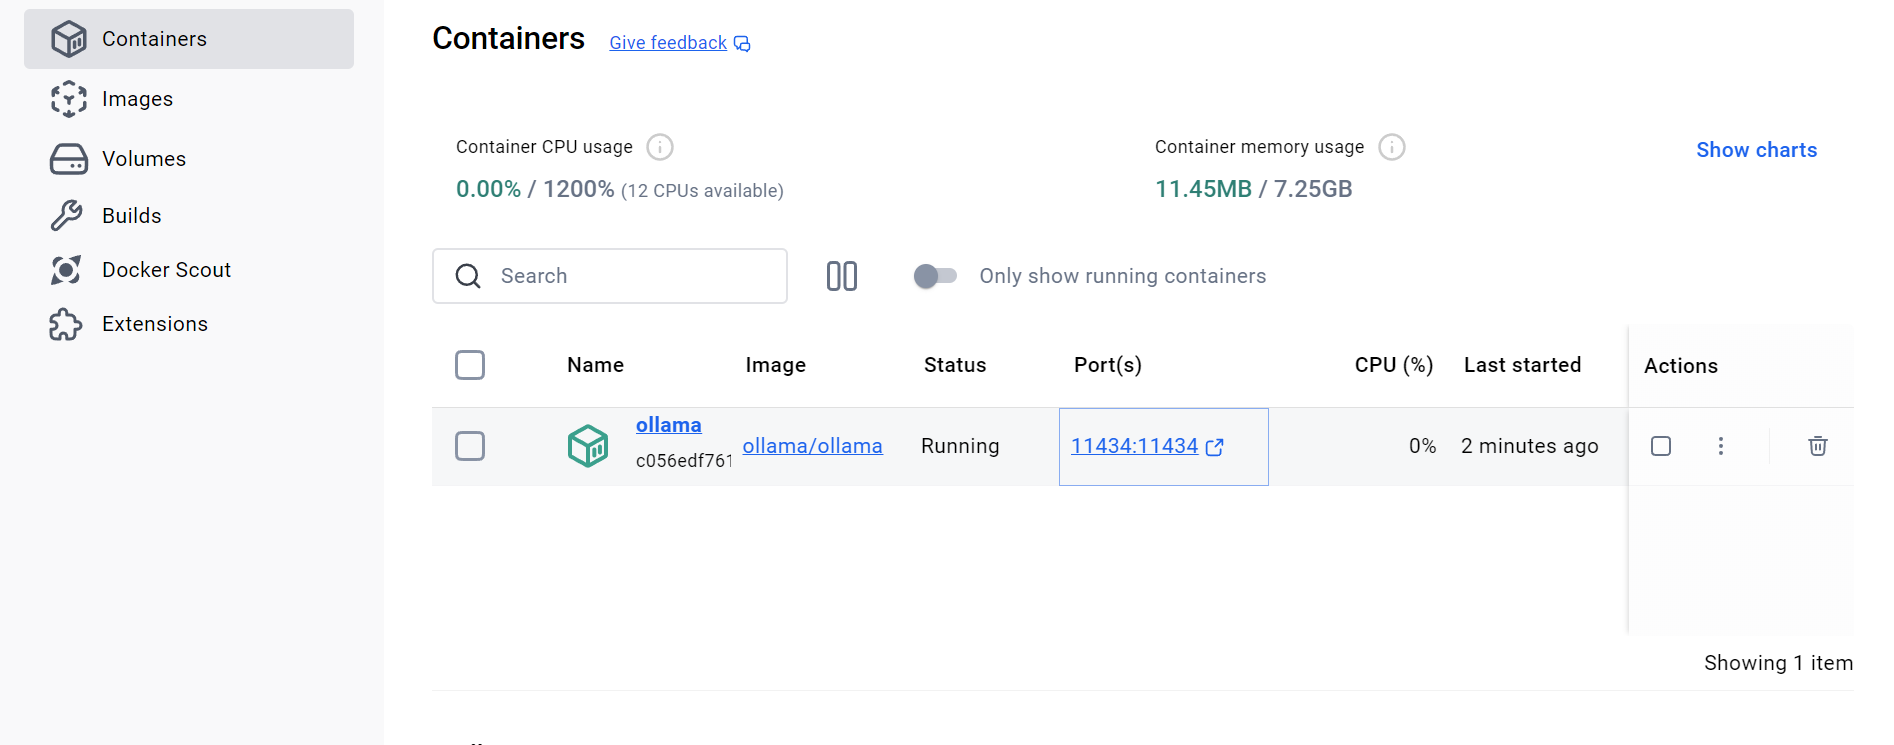 Containers
Images
Volumes
Builds
Docker Scout
Extensions
Containers Give feedback
Container CPU usage
0.00% / 1200% (12 CPUs available)
Container memory usage
11.45MB / 7.25GB
Show charts
Search
Only show running containers
Name Image Status Port(s) CPU (%) Last started Actions
ollama
c056edf761
ollama/ollama Running 11434:11434 0% 2 minutes ago
Showing 1 item